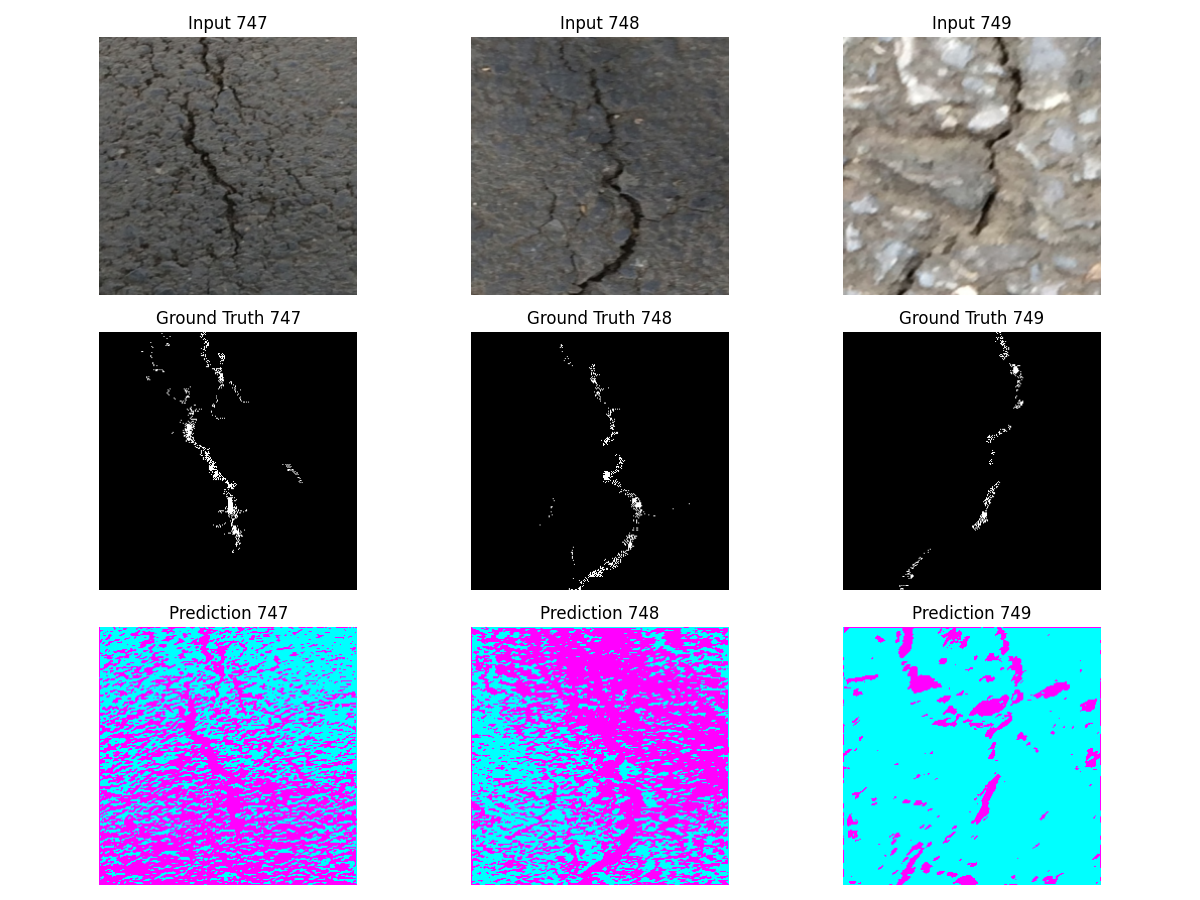 Input 747
Input 748
Input 749
Ground Truth 747
Ground Truth 748
Ground Truth 749
Prediction 747
Prediction 748
Prediction 749